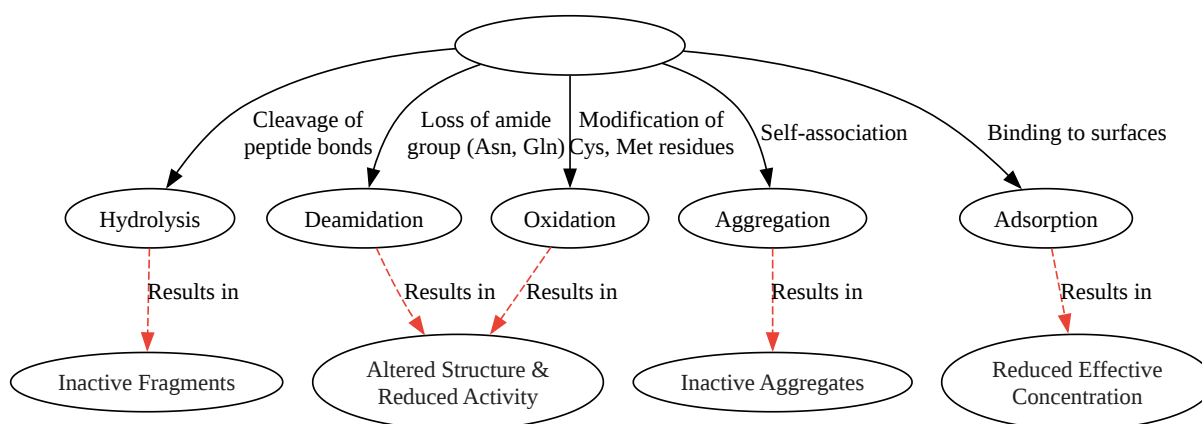 Cleavage of
peptide bonds
Loss of amide
group (Asn, Gln)
Modification of
Cys, Met residues
Self-association
Binding to surfaces
Hydrolysis
Deamidation
Oxidation
Aggregation
Adsorption
Results in
Results in
Results in
Results in
Results in
Inactive Fragments
Altered Structure &
Reduced Activity
Inactive Aggregates
Reduced Effective
Concentration